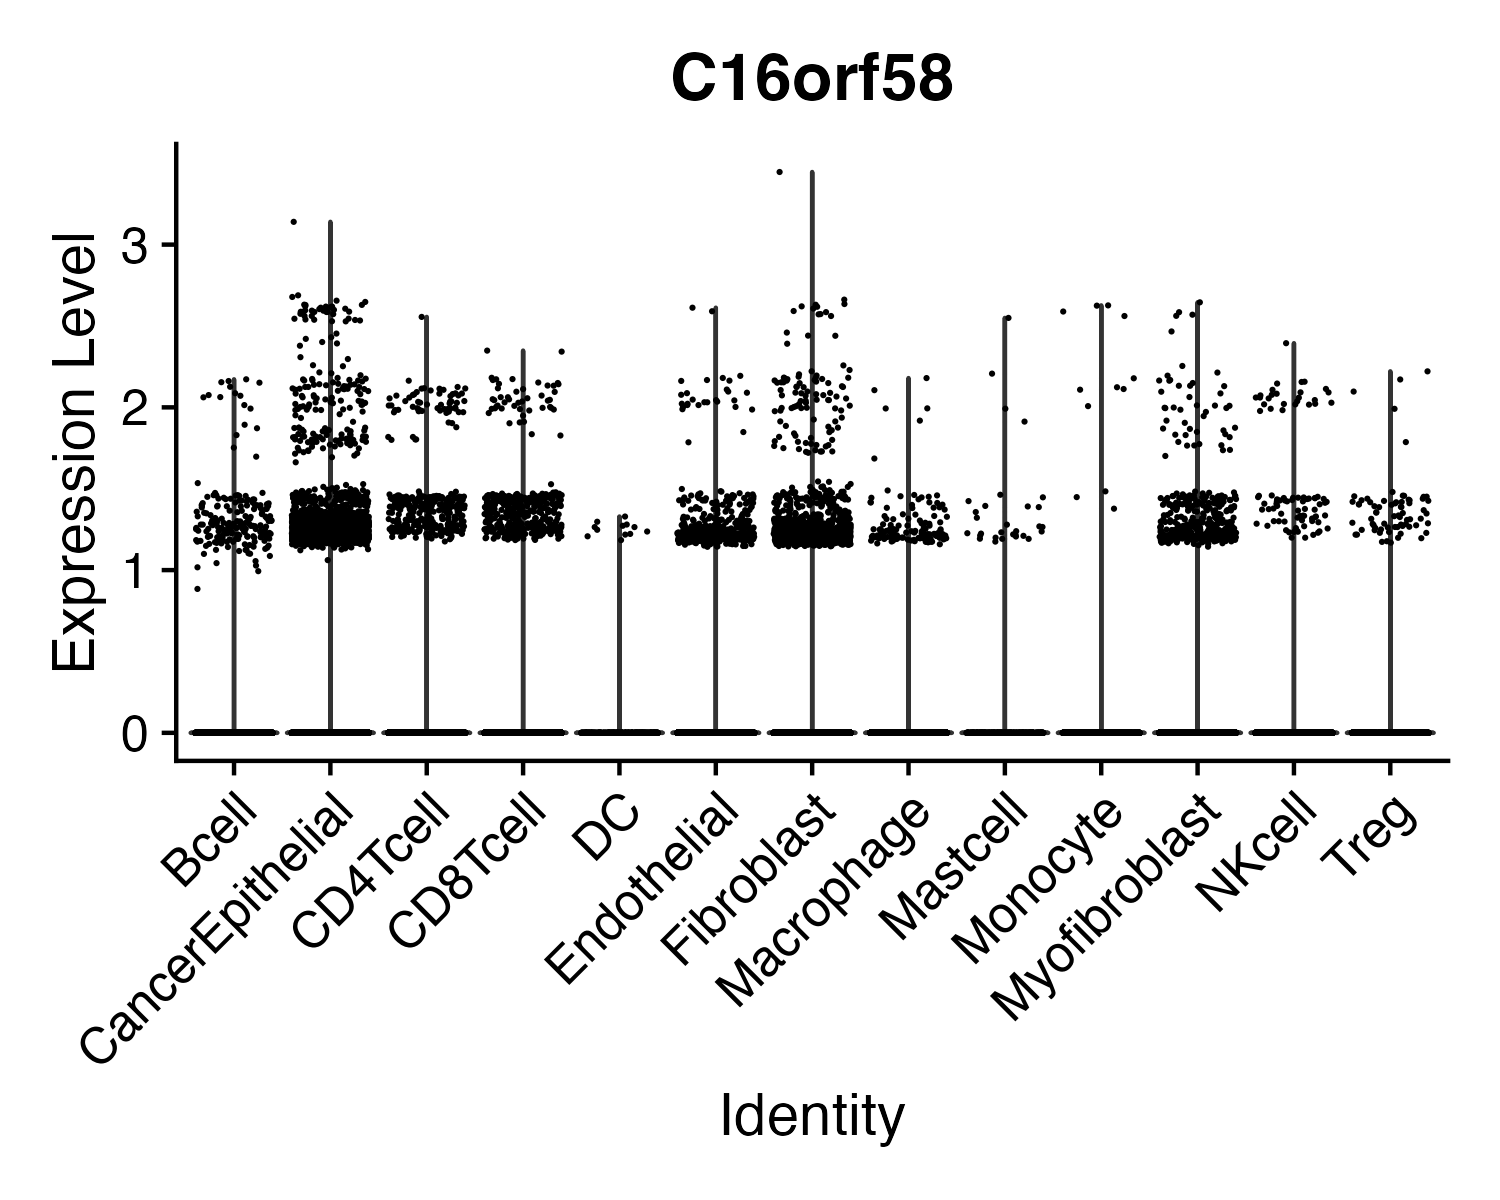 C16orf58
Expression Level
3
2
1
0
Bcell
CancerEpithelial
CD4Tcell
CD8Tcell
DC
Endothelial
Fibroblast
Macrophage
Mastcell
Monocyte
Myofibroblast
NKcell
Treg
Identity